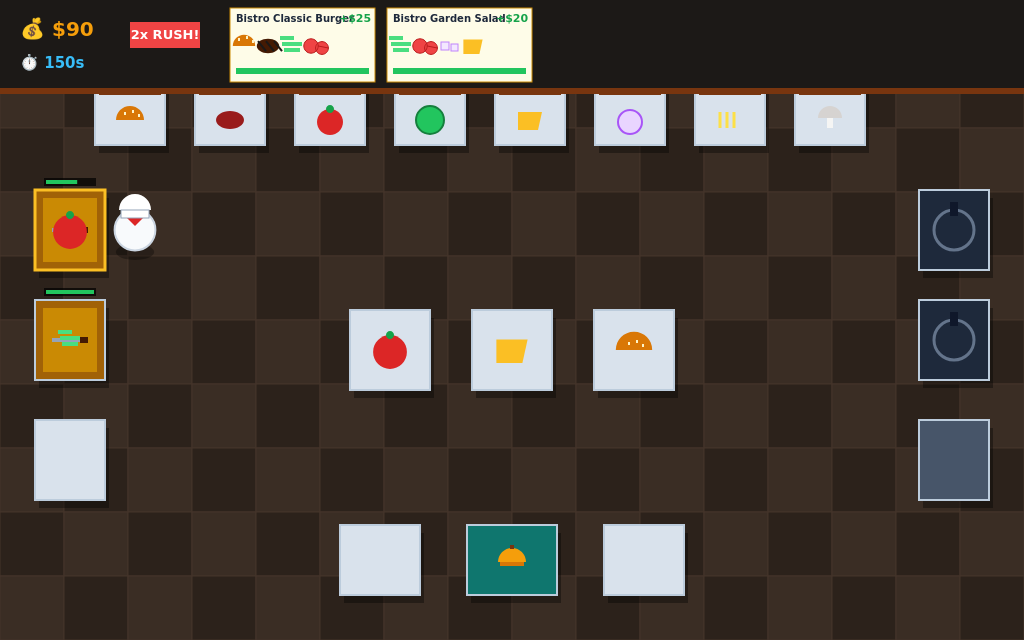 💰 $90
⏱️ 150s
2x RUSH!
Bistro Classic Burger +$25
Bistro Garden Salad +$20